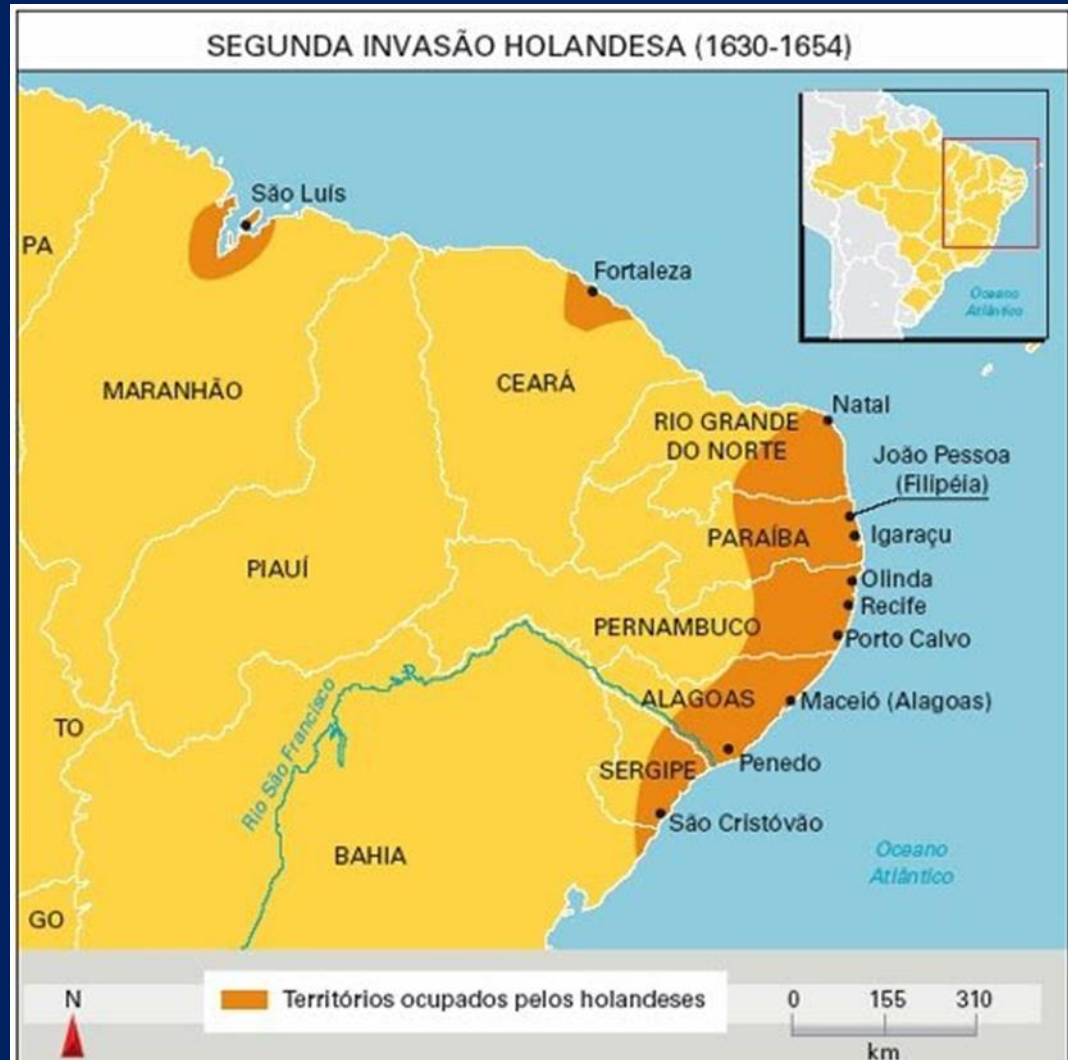 SEGUNDA INVASÃO HOLANDESA (1630-1654)
São Luís
PA
Fortaleza
Oceano
Atlântico
MARANHÃO
CEARÁ
Natal
RIO GRANDE
DO NORTE
João Pessoa
(Filipéia)
PARAÍBA
Igaraçu
PIAUÍ
Olinda
Recife
PERNAMBUCO
Porto Calvo
ALAGOAS
Maceió (Alagoas)
TO
Rio São Francisco
SERGIPE
Penedo
São Cristóvão
BAHIA
Oceano
Atlântico
GO
N
Territórios ocupados pelos holandeses
0 155 310
km